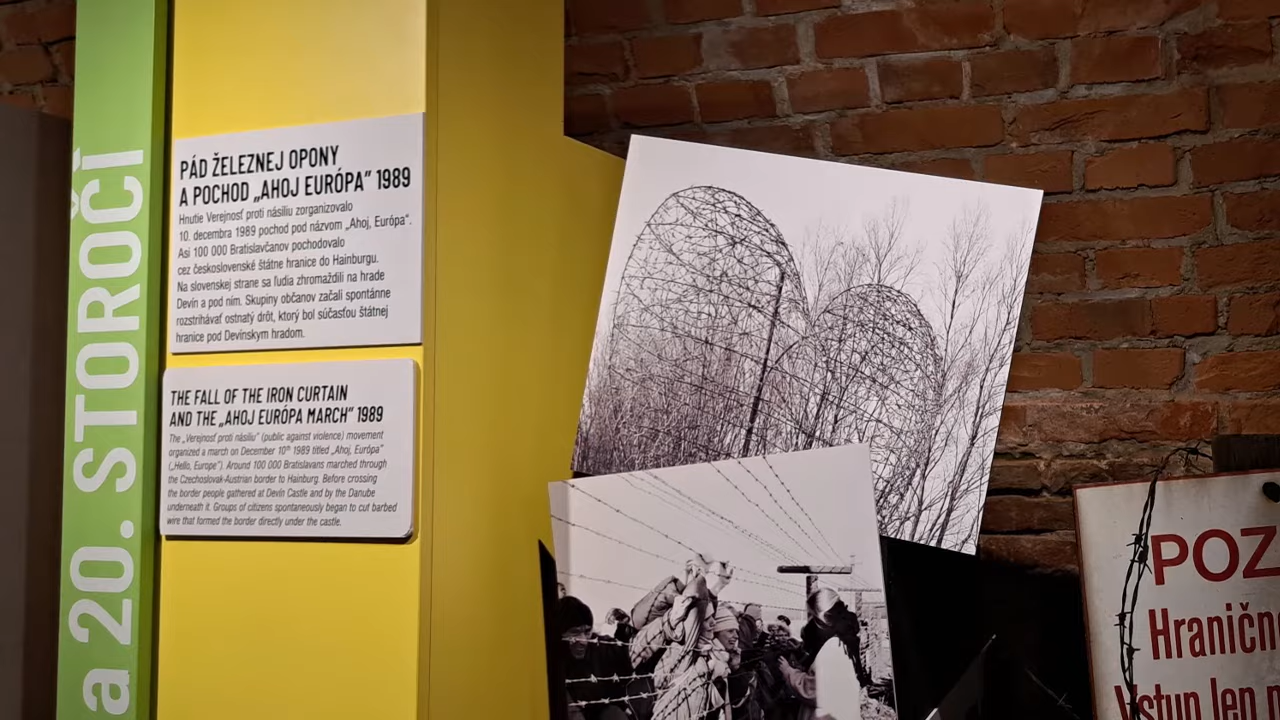 a 20. STOROČÍ
PÁD ŽELEZNEJ OPONY
A POCHOD „AHOJ EURÓPA“ 1989
Hnutie Verejnosť proti násiliu zorganizovalo
10. decembra 1989 pochod pod názvom „Ahoj, Európa“.
Asi 100 000 Bratislavčanov pochodovalo
cez československé štátne hranice do Hainburgu.
Na slovenskej strane sa ľudia zhromaždili na hrade
Devín a pod ním. Skupiny občanov začali spontánne
rozstrihávať ostnatý drôt, ktorý bol súčasťou štátnej
hranice pod Devínskym hradom.
THE FALL OF THE IRON CURTAIN
AND THE „AHOJ EURÓPA MARCH“ 1989
The „Verejnosť proti násiliu“ (public against violence) movement
organized a march on December 10th 1989 titled „Ahoj, Európa“
(„Hello, Europe“). Around 100 000 Bratislavans marched through
the Czechoslovak-Austrian border to Hainburg. Before crossing
the border people gathered at Devín Castle and by the Danube
underneath it. Groups of citizens spontaneously began to cut barbed
wire that formed the border directly under the castle.
POZ
Hraničn
Vstup len